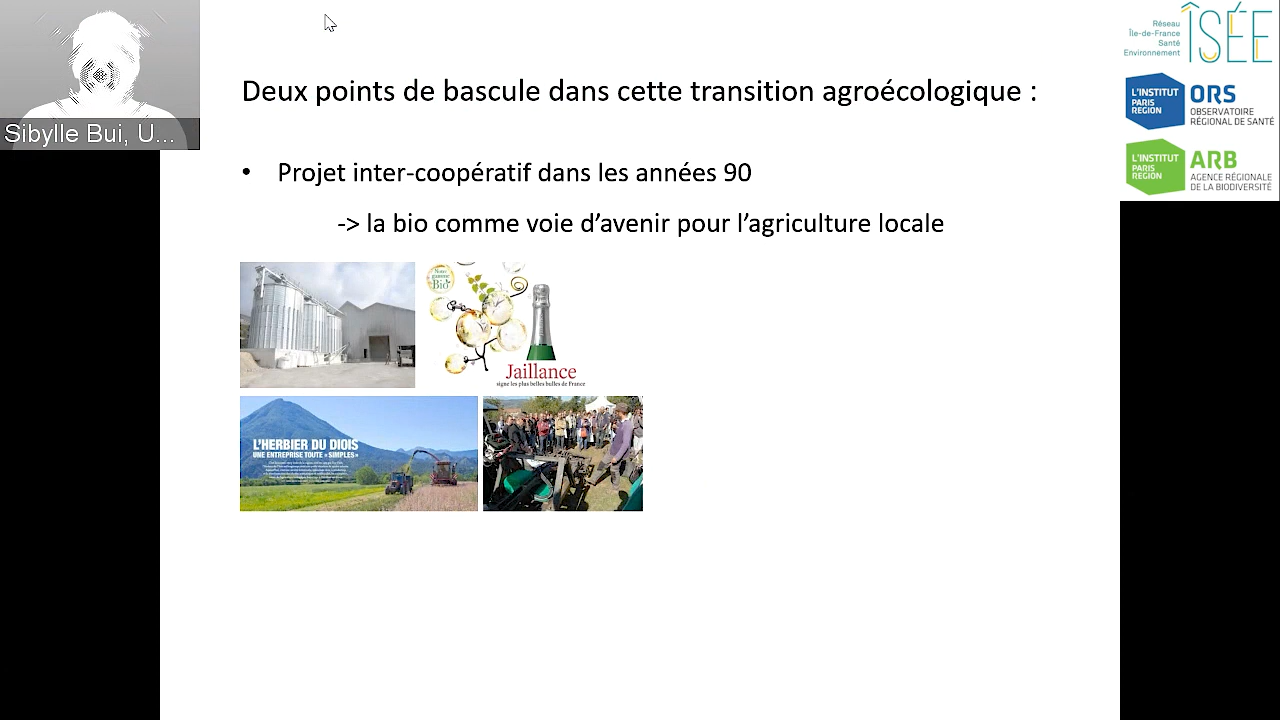 Sibylle Bui, U...
Réseau
Île-de-France
Santé
Environnement
ÎSÉE
L'INSTITUT
PARIS
REGION
ORS
OBSERVATOIRE
RÉGIONAL DE SANTÉ
L'INSTITUT
PARIS
REGION
ARB
AGENCE RÉGIONALE
DE LA BIODIVERSITÉ
Deux points de bascule dans cette transition agroécologique :
• Projet inter-coopératif dans les années 90
-> la bio comme voie d’avenir pour l’agriculture locale
Notre
gamme
Bio
Jaillance
signe les plus belles bulles de France
L'HERBIER DU DIOIS
UNE ENTREPRISE TOUTE « SIMPLES »